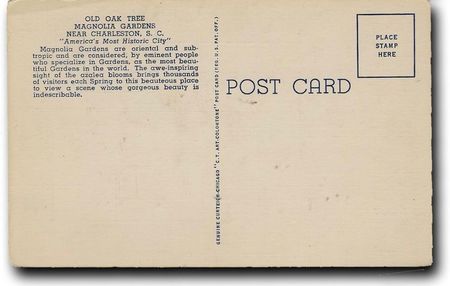 OLD OAK TREE
MAGNOLIA GARDENS
NEAR CHARLESTON, S. C.
"America's Most Historic City"
Magnolia Gardens are oriental and sub-
tropic and are considered, by eminent people
who specialize in Gardens, as the most beau-
tiful Gardens in the world. The awe-inspiring
sight of the azalea blooms brings thousands
of visitors each Spring to this beauteous place
to view a scene whose gorgeous beauty is
indescribable.
GENUINE CURTEICH-CHICAGO "C.T. ART-COLORTONE" POST CARD (REG. U.S. PAT. OFF.)
POST CARD
PLACE
STAMP
HERE